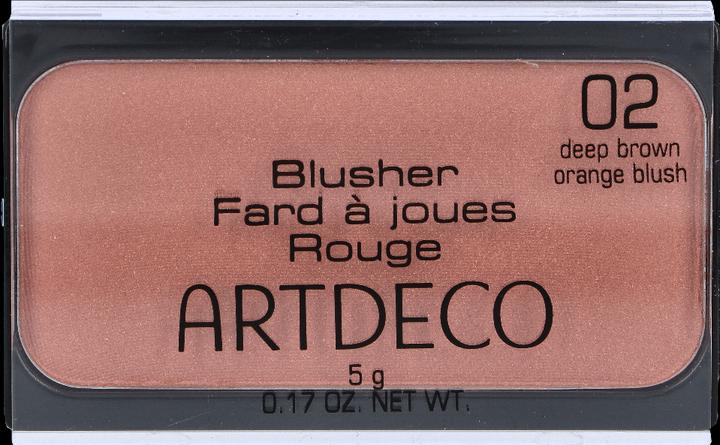 02
deep brown
orange blush
Blusher
Fard à joues
Rouge
ARTDECO
5 g
0.17 OZ. NET WT.